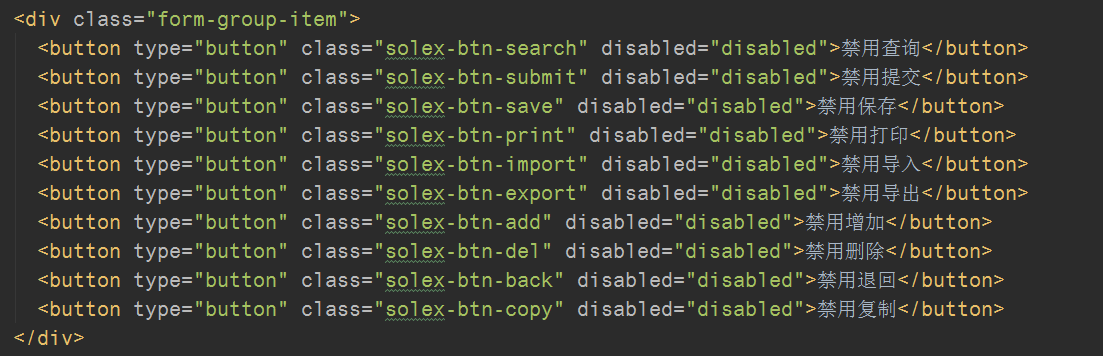 <div class="form-group-item">
<button type="button" class="solex-btn-search" disabled="disabled">禁用查询</button>
<button type="button" class="solex-btn-submit" disabled="disabled">禁用提交</button>
<button type="button" class="solex-btn-save" disabled="disabled">禁用保存</button>
<button type="button" class="solex-btn-print" disabled="disabled">禁用打印</button>
<button type="button" class="solex-btn-import" disabled="disabled">禁用导入</button>
<button type="button" class="solex-btn-export" disabled="disabled">禁用导出</button>
<button type="button" class="solex-btn-add" disabled="disabled">禁用增加</button>
<button type="button" class="solex-btn-del" disabled="disabled">禁用删除</button>
<button type="button" class="solex-btn-back" disabled="disabled">禁用退回</button>
<button type="button" class="solex-btn-copy" disabled="disabled">禁用复制</button>
</div>